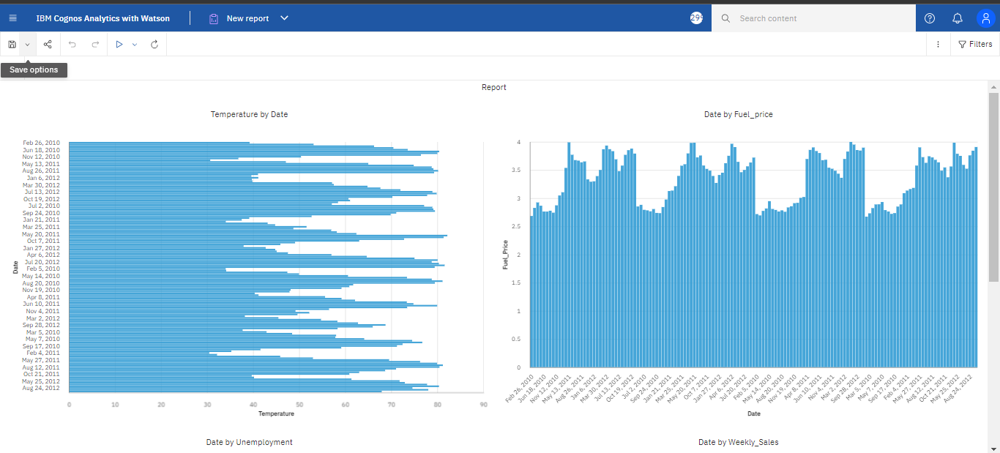 IBM Cognos Analytics with Watson
New report
299
Search content
Filters
Save options
Report
Temperature by Date
Date
Feb 26, 2010
Jun 18, 2010
Nov 12, 2010
May 13, 2011
Aug 26, 2011
Jan 6, 2012
Mar 30, 2012
Jul 13, 2012
Oct 19, 2012
Jul 2, 2010
Sep 24, 2010
Jan 21, 2011
Mar 25, 2011
May 20, 2011
Oct 7, 2011
Jan 27, 2012
Apr 6, 2012
Jul 20, 2012
Feb 5, 2010
May 14, 2010
Aug 20, 2010
Nov 19, 2010
Apr 8, 2011
Jun 10, 2011
Nov 4, 2011
Mar 2, 2012
Sep 28, 2012
Mar 5, 2010
May 7, 2010
Sep 17, 2010
Feb 4, 2011
May 27, 2011
Aug 12, 2011
Oct 21, 2011
May 25, 2012
Aug 24, 2012
0 10 20 30 40 50 60 70 80 90
Temperature
Date by Fuel_price
Fuel_Price
4
3.5
3
2.5
2
1.5
1
0.5
0
Feb 26, 2010
Jun 18, 2010
Nov 12, 2010
May 13, 2011
Aug 26, 2011
Jan 6, 2012
Mar 30, 2012
Jul 13, 2012
Oct 19, 2012
Jul 2, 2010
Sep 24, 2010
Jan 21, 2011
Mar 25, 2011
May 20, 2011
Oct 7, 2011
Jan 27, 2012
Apr 6, 2012
Jul 20, 2012
Feb 5, 2010
May 14, 2010
Aug 20, 2010
Nov 19, 2010
Apr 8, 2011
Jun 10, 2011
Nov 4, 2011
Mar 2, 2012
Sep 28, 2012
Mar 5, 2010
May 7, 2010
Sep 17, 2010
Feb 4, 2011
May 27, 2011
Aug 12, 2011
Oct 21, 2011
May 25, 2012
Aug 24, 2012
Date
Date by Unemployment
Date by Weekly_Sales